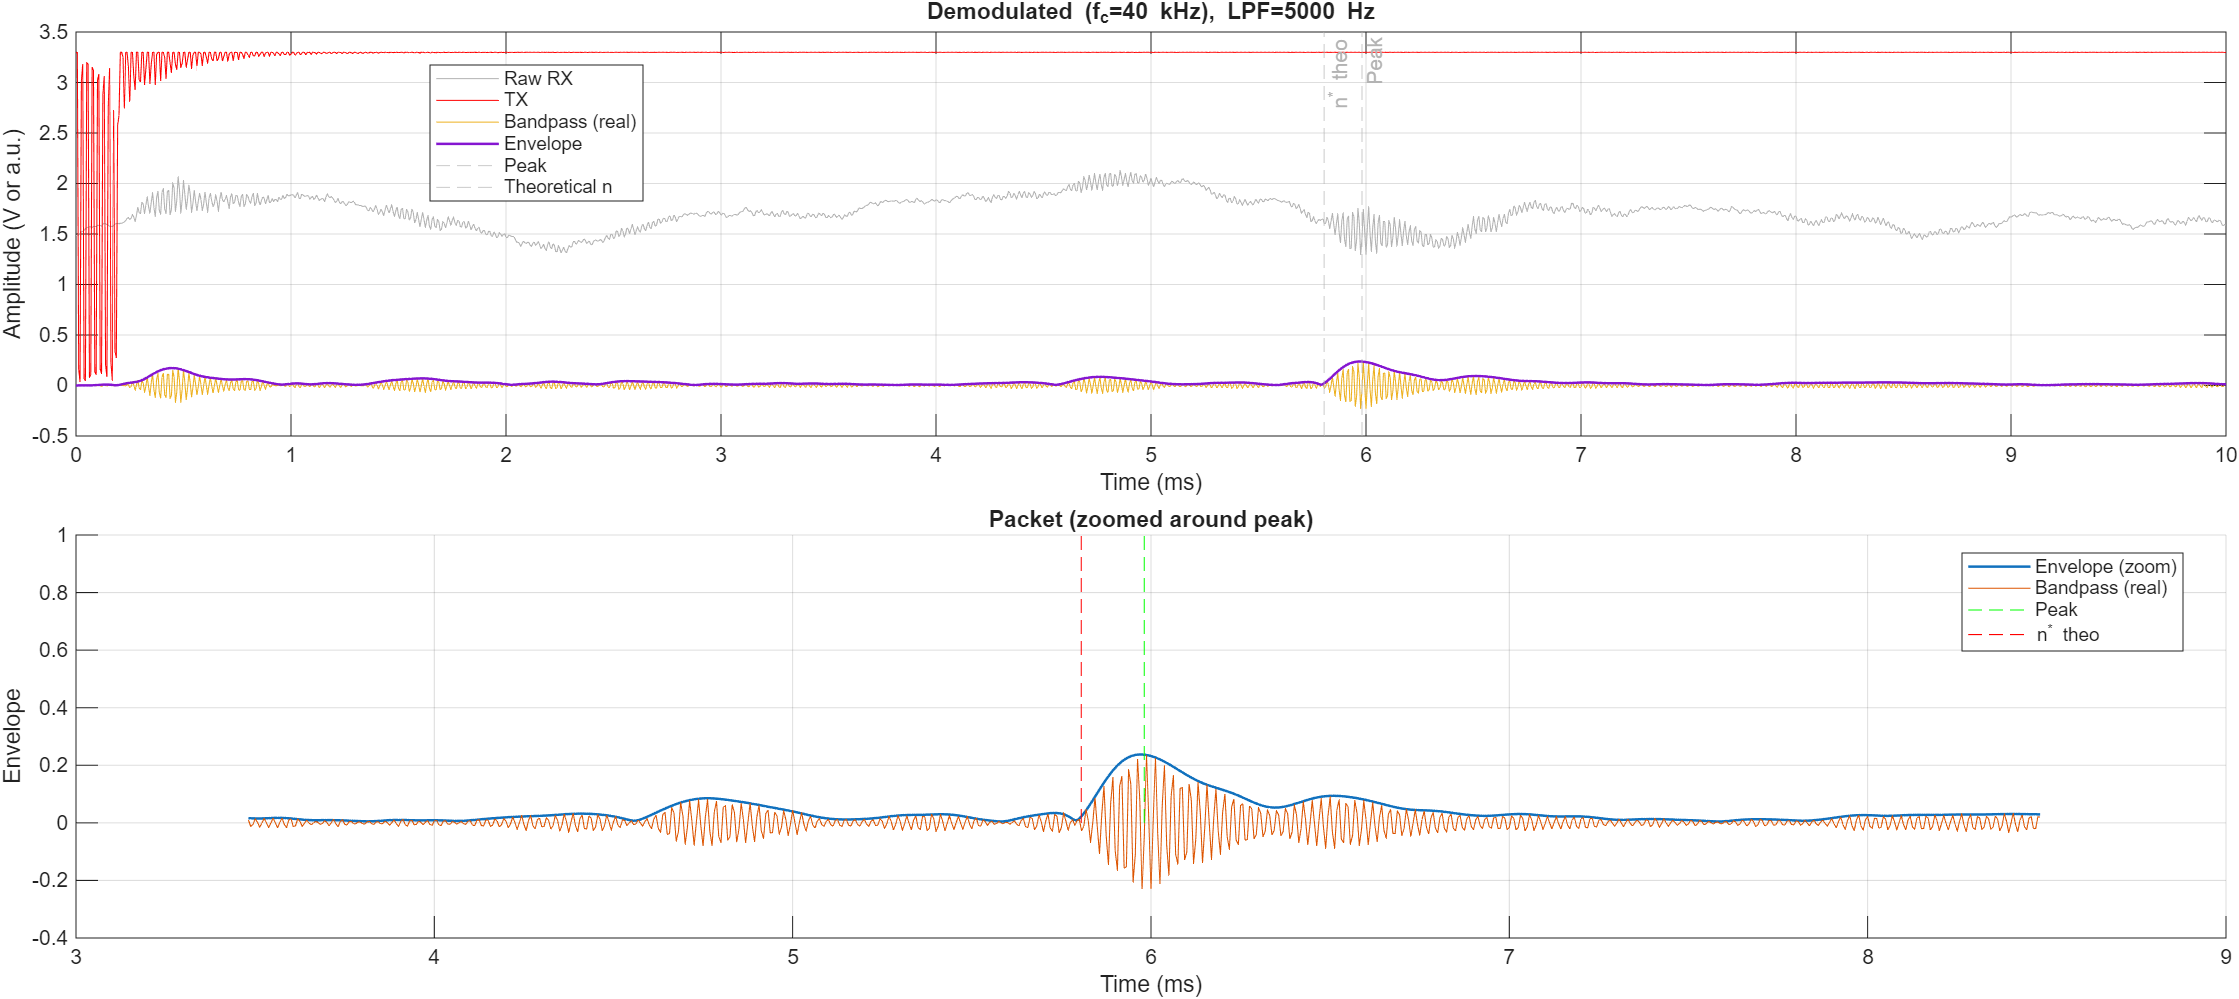 Demodulated (fc=40 kHz), LPF=5000 Hz
3.5
3
2.5
2
1.5
1
0.5
0
-0.5
Amplitude (V or a.u.)
Raw RX
TX
Bandpass (real)
Envelope
Peak
Theoretical n
n* theo
Peak
0 1 2 3 4 5 6 7 8 9 10
Time (ms)
Packet (zoomed around peak)
1
0.8
0.6
0.4
0.2
0
-0.2
-0.4
Envelope
Envelope (zoom)
Bandpass (real)
Peak
n* theo
3 4 5 6 7 8 9
Time (ms)